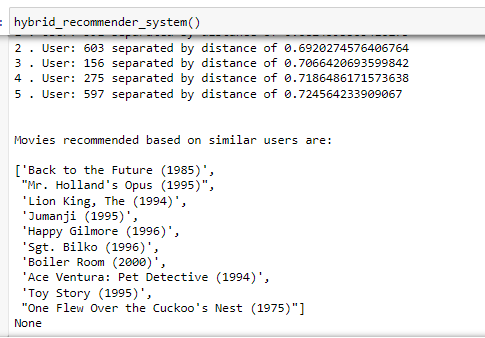 : hybrid_recommender_system()
2 . User: 603 separated by distance of 0.6920274576406764
3 . User: 156 separated by distance of 0.7066420693599842
4 . User: 275 separated by distance of 0.7186486171573638
5 . User: 597 separated by distance of 0.724564233909067
Movies recommended based on similar users are:
['Back to the Future (1985)',
"Mr. Holland's Opus (1995)",
'Lion King, The (1994)',
'Jumanji (1995)',
'Happy Gilmore (1996)',
'Sgt. Bilko (1996)',
'Boiler Room (2000)',
'Ace Ventura: Pet Detective (1994)',
'Toy Story (1995)',
"One Flew Over the Cuckoo's Nest (1975)"]
None